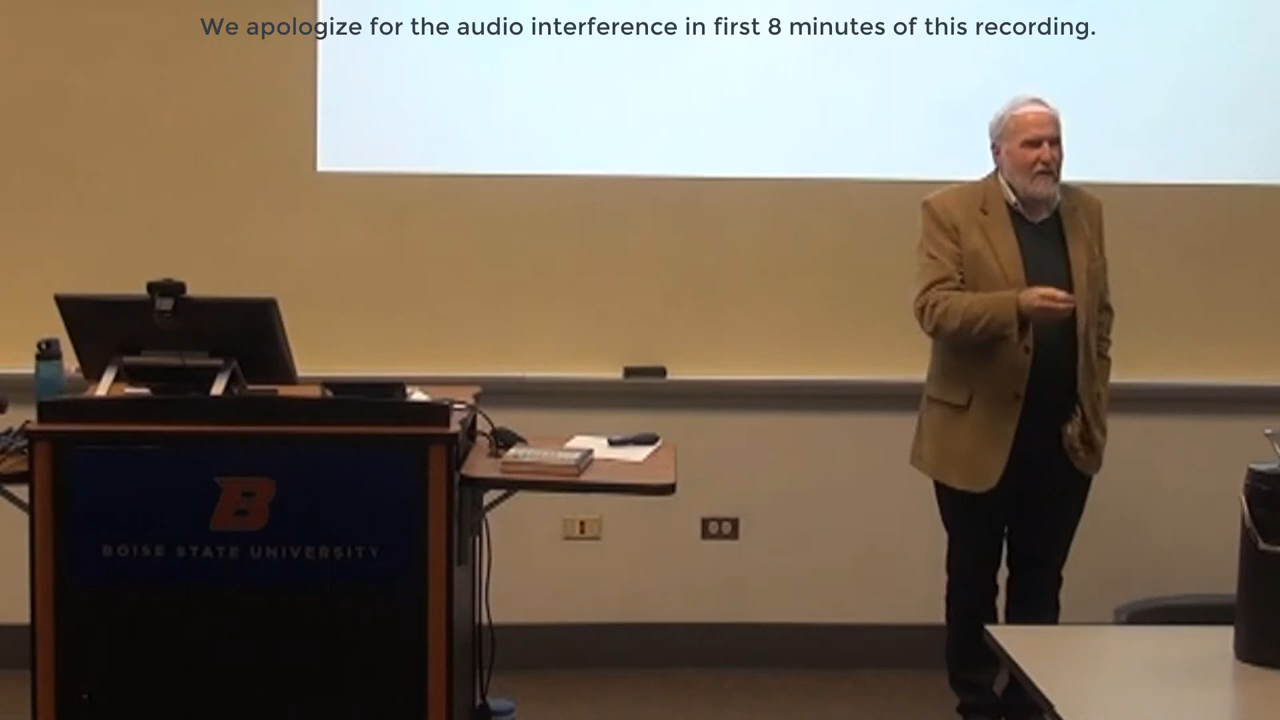 We apologize for the audio interference in first 8 minutes of this recording.
B
BOISE STATE UNIVERSITY